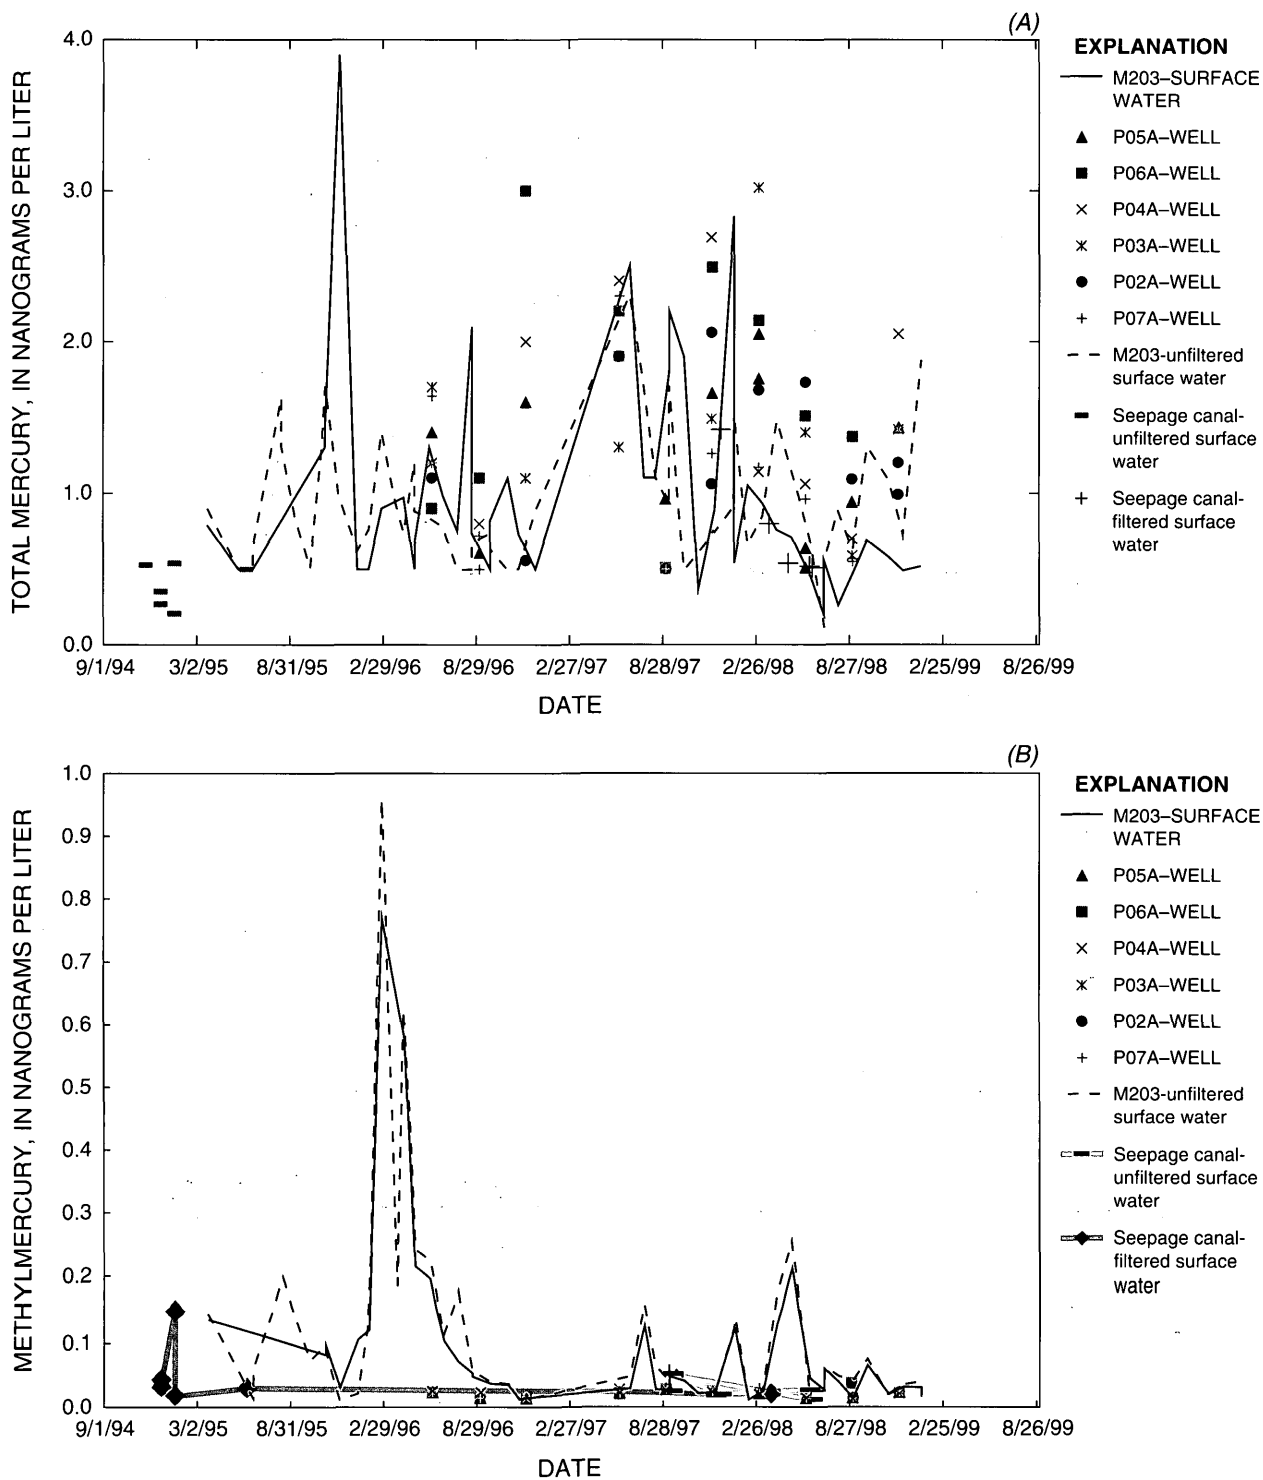 (A)
TOTAL MERCURY, IN NANOGRAMS PER LITER
4.0
3.0
2.0
1.0
0.0
9/1/94 3/2/95 8/31/95 2/29/96 8/29/96 2/27/97 8/28/97 2/26/98 8/27/98 2/25/99 8/26/99
DATE
EXPLANATION
M203–SURFACE
WATER
P05A–WELL
P06A–WELL
P04A–WELL
P03A–WELL
P02A–WELL
P07A–WELL
M203-unfiltered
surface water
Seepage canal-
unfiltered surface
water
Seepage canal-
filtered surface
water
(B)
METHYLMERCURY, IN NANOGRAMS PER LITER
1.0
0.9
0.8
0.7
0.6
0.5
0.4
0.3
0.2
0.1
0.0
9/1/94 3/2/95 8/31/95 2/29/96 8/29/96 2/27/97 8/28/97 2/26/98 8/27/98 2/25/99 8/26/99
DATE
EXPLANATION
M203–SURFACE
WATER
P05A–WELL
P06A–WELL
P04A–WELL
P03A–WELL
P02A–WELL
P07A–WELL
M203-unfiltered
surface water
Seepage canal-
unfiltered surface
water
Seepage canal-
filtered surface
water